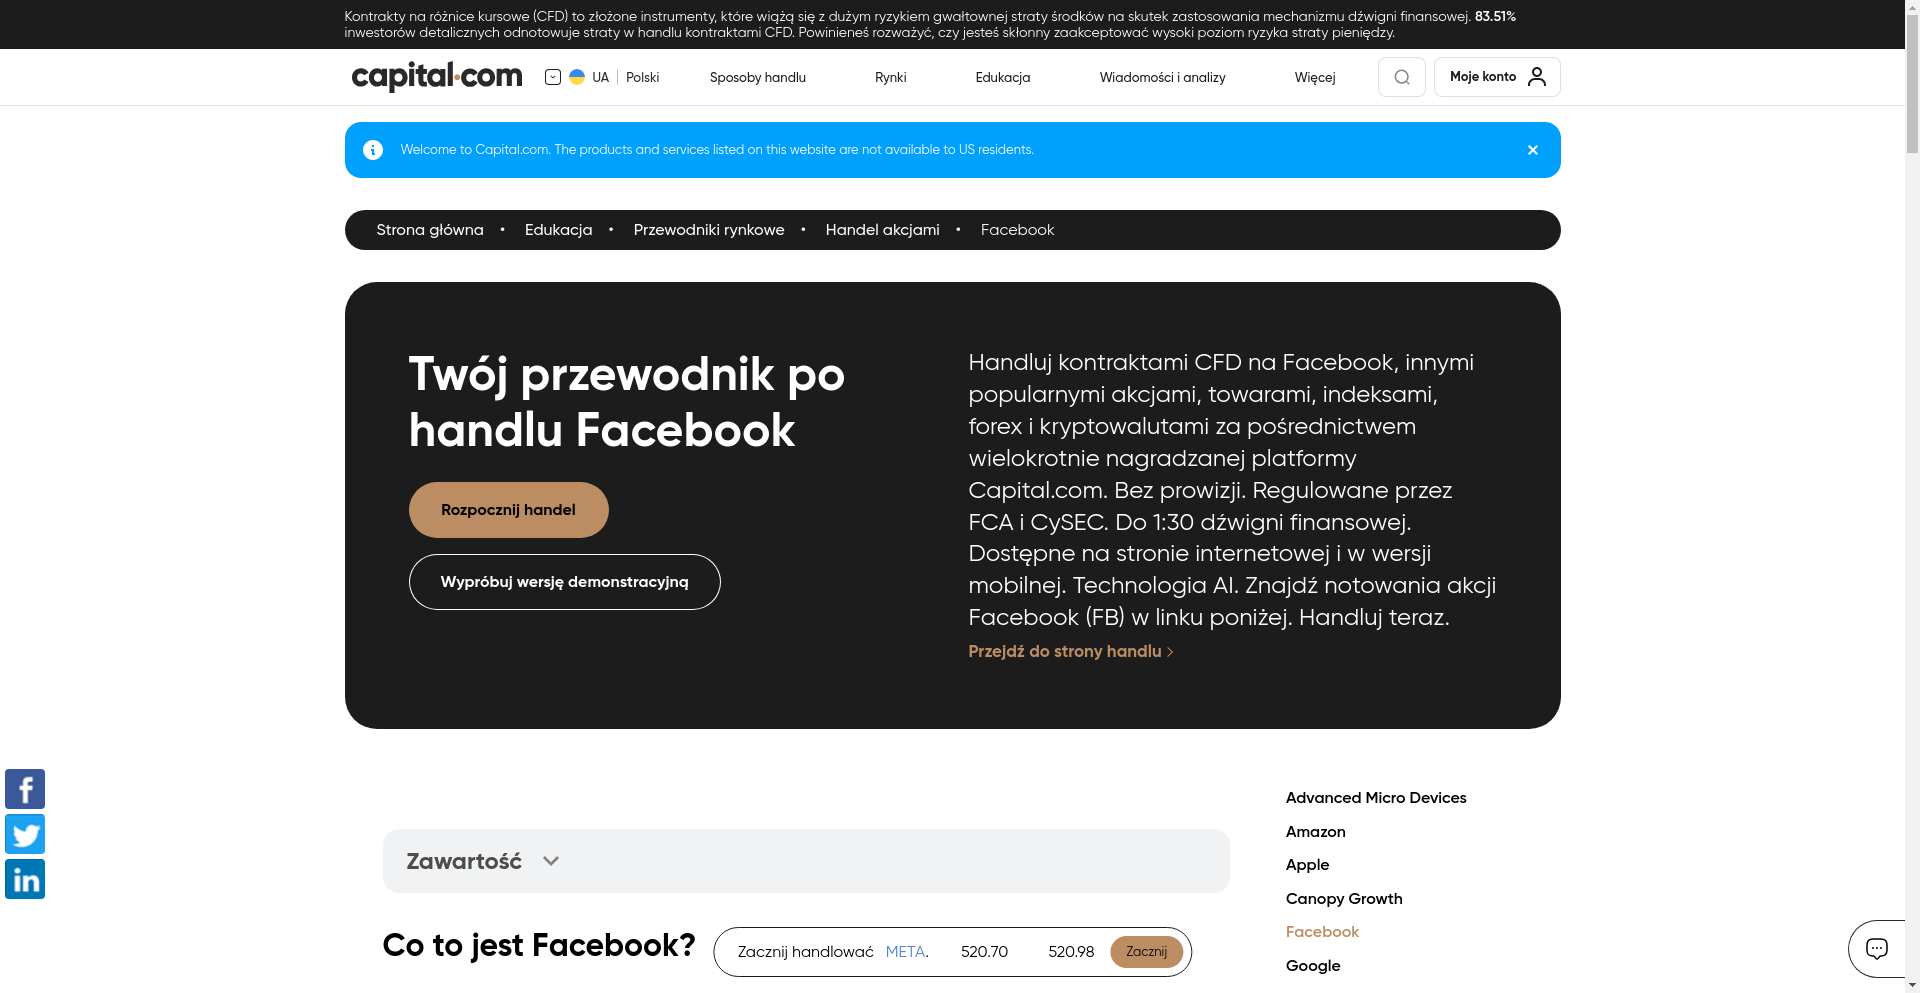 Kontrakty na różnice kursowe (CFD) to złożone instrumenty, które wiążą się z dużym ryzykiem gwałtownej straty środków na skutek zastosowania mechanizmu dźwigni finansowej. 83.51%
inwestorów detalicznych odnotowuje straty w handlu kontraktami CFD. Powinieneś rozważyć, czy jesteś skłonny zaakceptować wysoki poziom ryzyka straty pieniędzy.
capital.com UA Polski Sposoby handlu Rynki Edukacja Wiadomości i analizy Więcej Moje konto
Welcome to Capital.com. The products and services listed on this website are not available to US residents.
Strona główna • Edukacja • Przewodniki rynkowe • Handel akcjami • Facebook
Twój przewodnik po
handlu Facebook
Rozpocznij handel
Wypróbuj wersję demonstracyjną
Handluj kontraktami CFD na Facebook, innymi
popularnymi akcjami, towarami, indeksami,
forex i kryptowalutami za pośrednictwem
wielokrotnie nagradzanej platformy
Capital.com. Bez prowizji. Regulowane przez
FCA i CySEC. Do 1:30 dźwigni finansowej.
Dostępne na stronie internetowej i w wersji
mobilnej. Technologia AI. Znajdź notowania akcji
Facebook (FB) w linku poniżej. Handluj teraz.
Przejdź do strony handlu
Zawartość
Co to jest Facebook?
Zacznij handlować META. 520.70 520.98 Zacznij
Advanced Micro Devices
Amazon
Apple
Canopy Growth
Facebook
Google